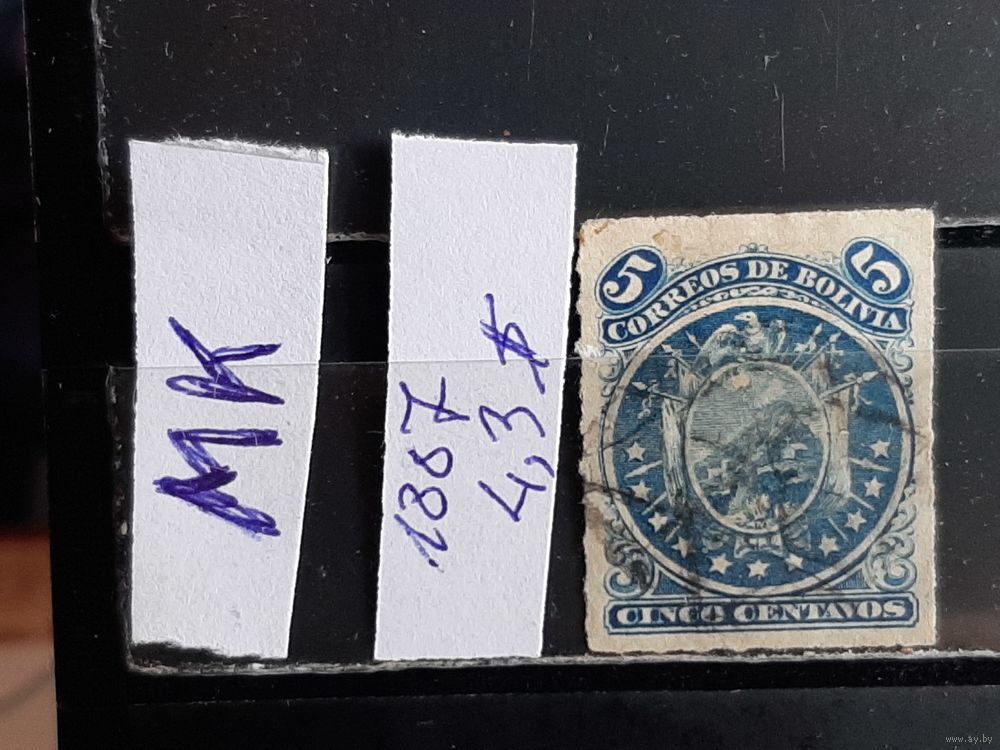 MK
1887
4,3 $
5 5
CORREOS DE BOLIVIA
CINCO CENTAVOS
www.ay.by